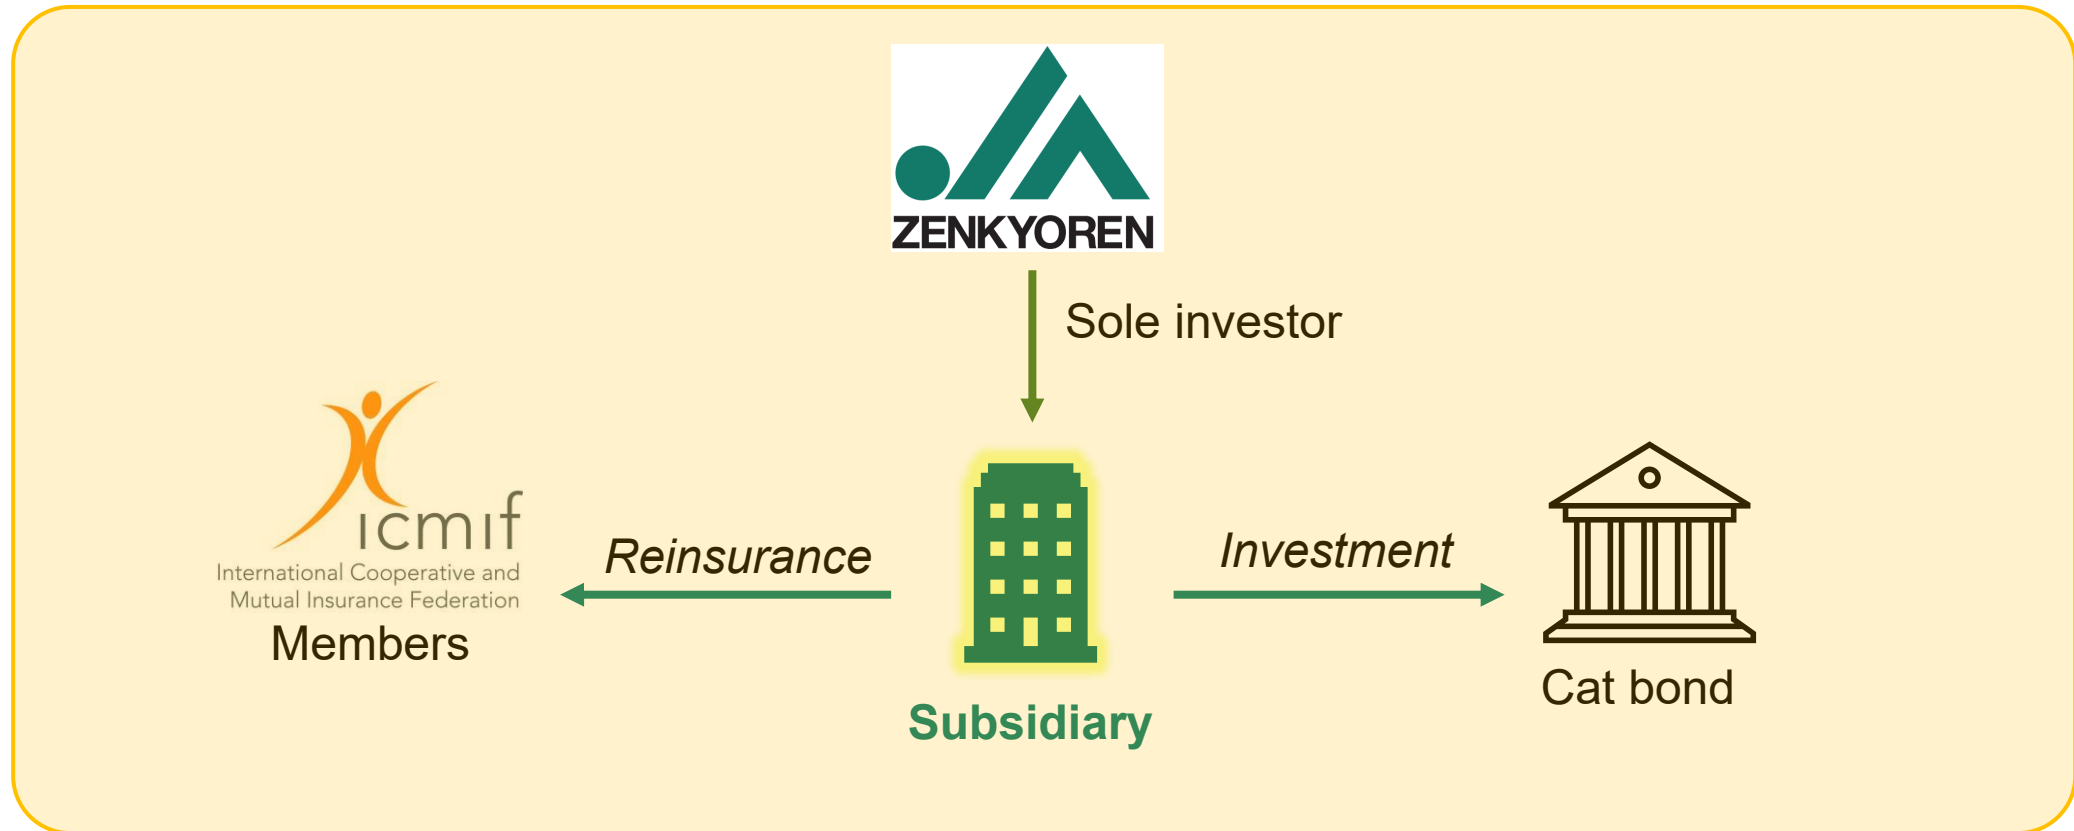 ZENKYOREN
Sole investor
icmif
International Cooperative and
Mutual Insurance Federation
Members
Reinsurance
Subsidiary
Investment
Cat bond